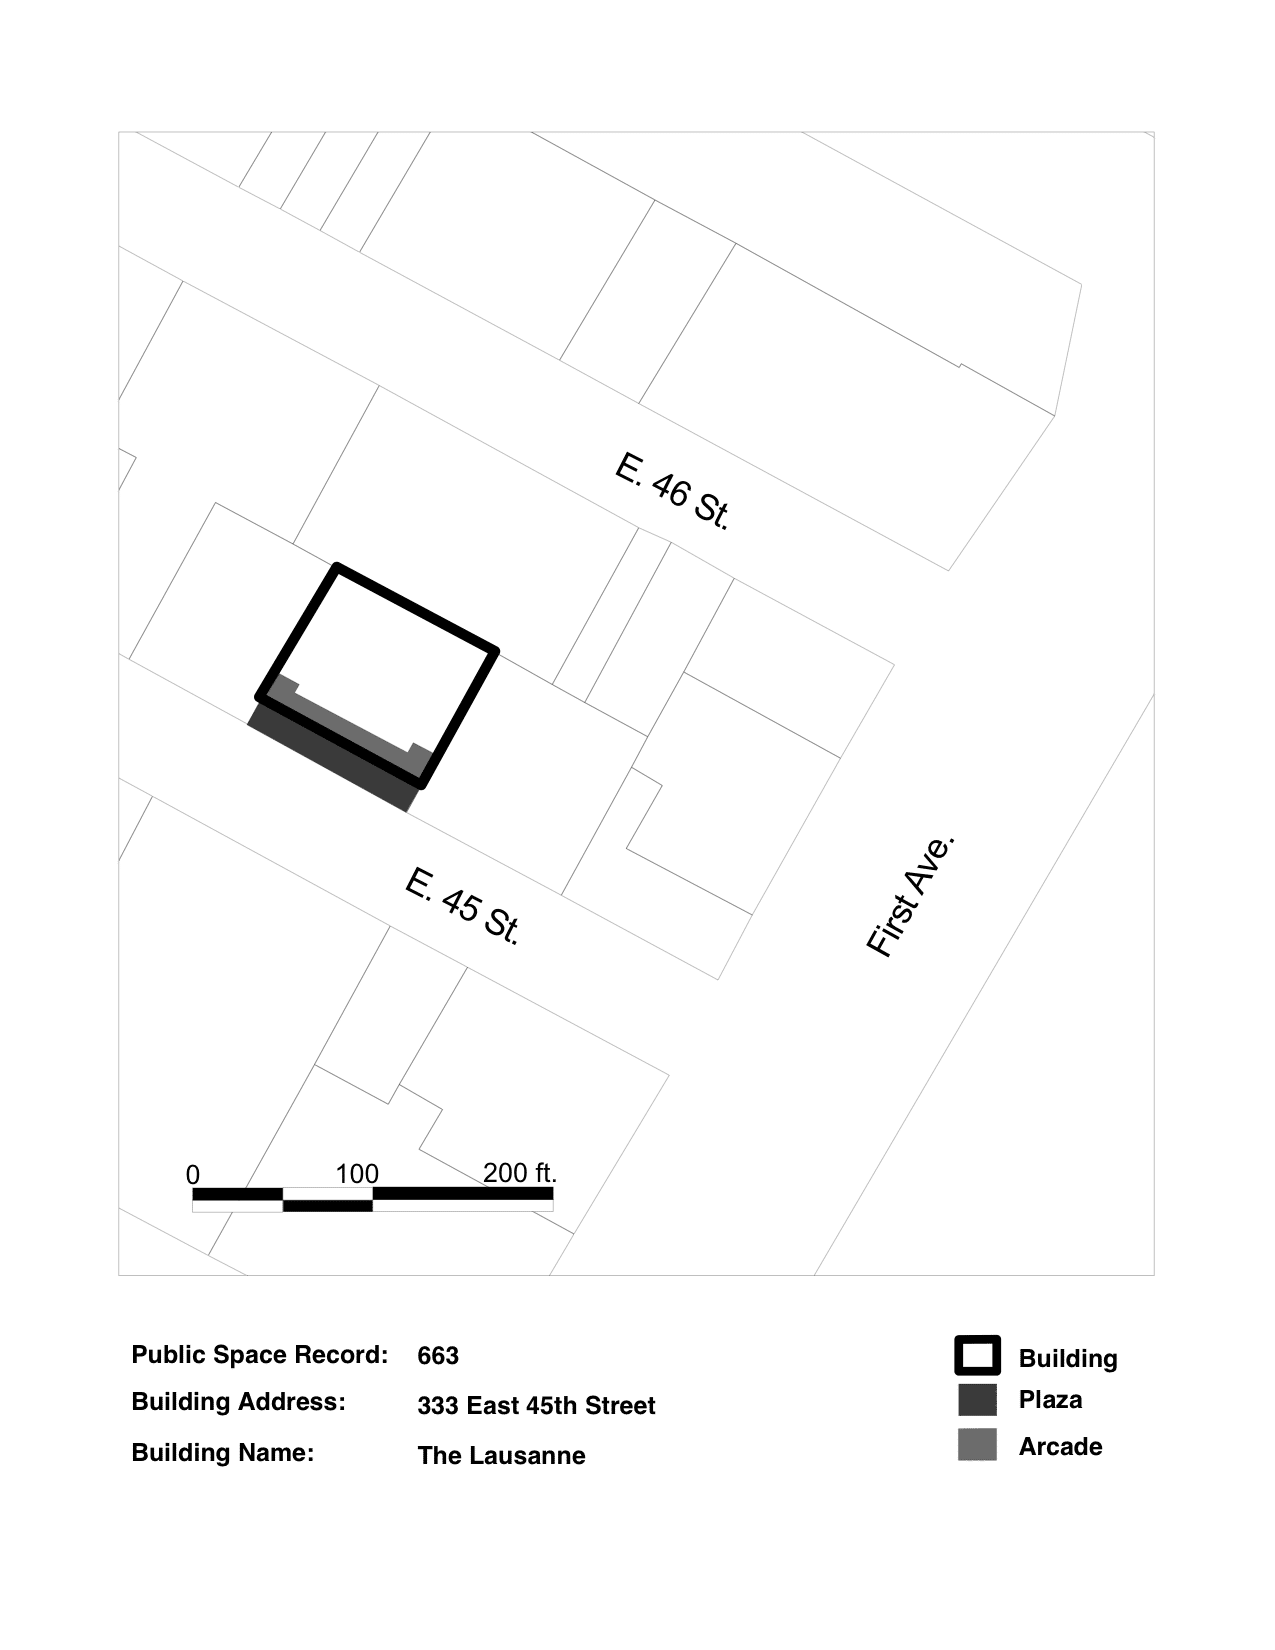 E. 46 St.
First Ave.
E. 45 St.
0 100 200 ft.
Public Space Record: 663
Building Address: 333 East 45th Street
Building Name: The Lausanne
Building
Plaza
Arcade